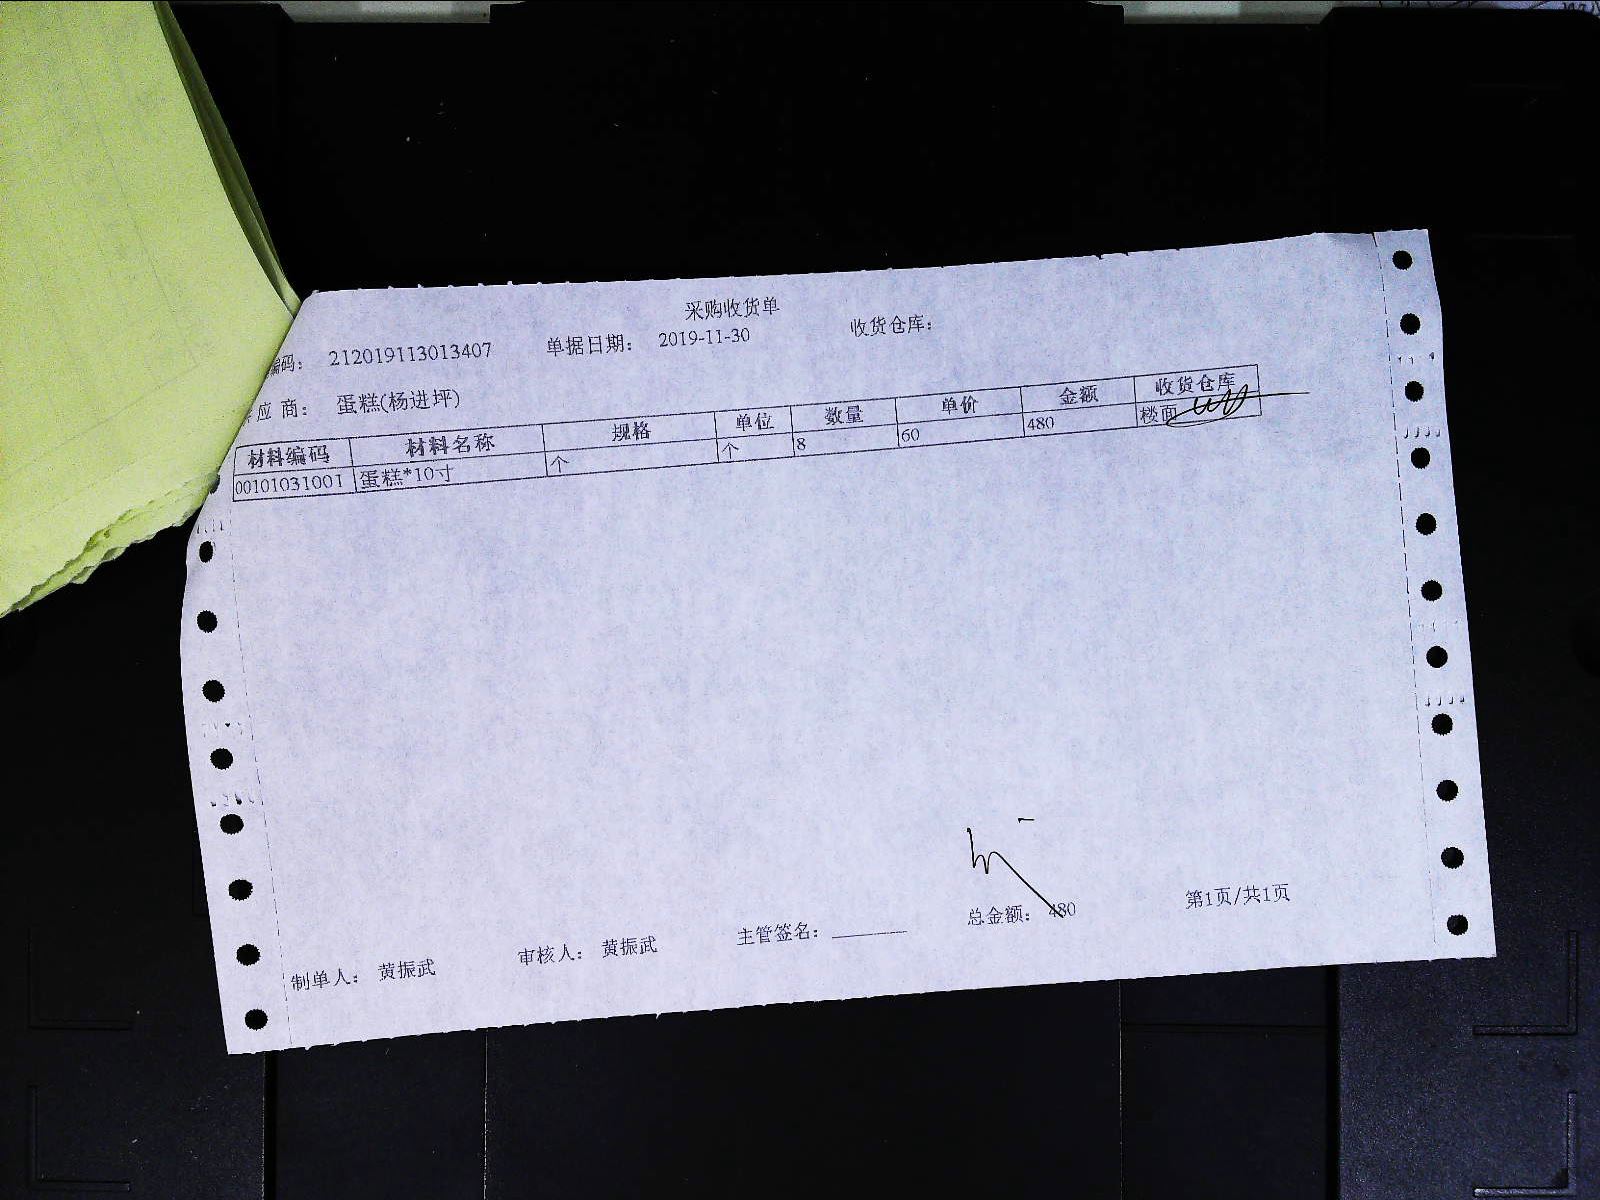 采购收货单
编码： 212019113013407 单据日期： 2019-11-30 收货仓库：
应 商： 蛋糕(杨进坪)
材料编码 材料名称 规格 单位 数量 单价 金额 收货仓库
00101031001 蛋糕*10寸 个 个 8 60 480 楼面
制单人： 黄振武 审核人： 黄振武 主管签名： 总金额： 480 第1页/共1页